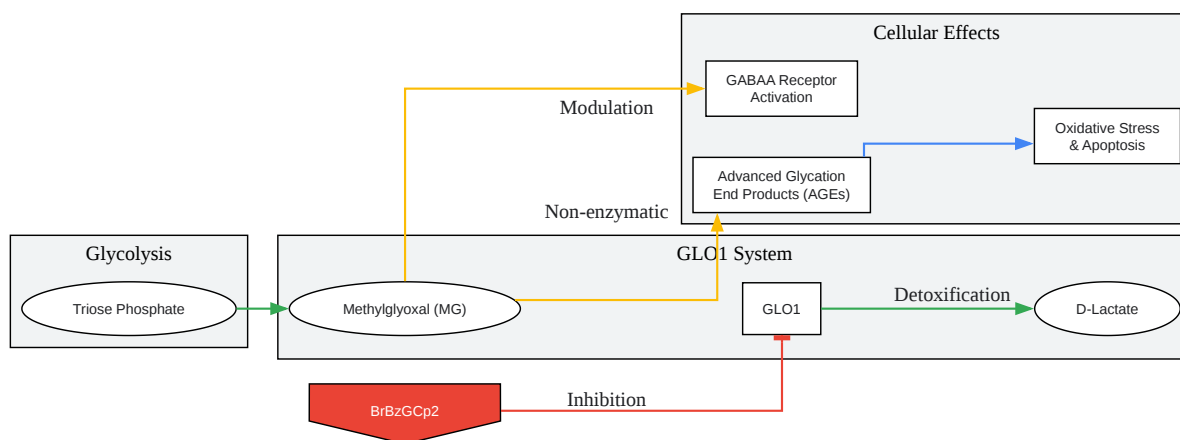 Cellular Effects
GABAA Receptor
Activation
Modulation
Oxidative Stress
& Apoptosis
Advanced Glycation
End Products (AGEs)
Non-enzymatic
Glycolysis
GLO1 System
Triose Phosphate
Methylglyoxal (MG)
GLO1
Detoxification
D-Lactate
BrBzGCp2
Inhibition